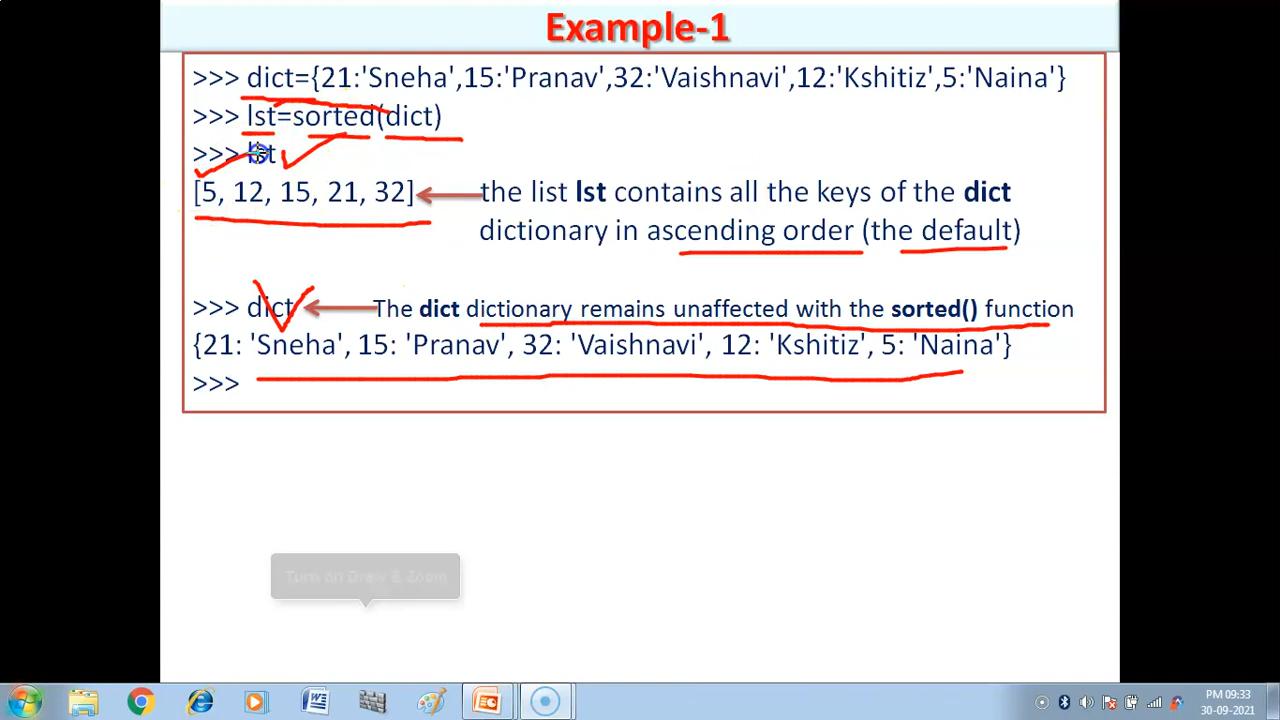 Example-1
>>> dict={21:'Sneha',15:'Pranav',32:'Vaishnavi',12:'Kshitiz',5:'Naina'}
>>> lst=sorted(dict)
>>> lst
[5, 12, 15, 21, 32]
the list lst contains all the keys of the dict
dictionary in ascending order (the default)
>>> dict
The dict dictionary remains unaffected with the sorted() function
{21: 'Sneha', 15: 'Pranav', 32: 'Vaishnavi', 12: 'Kshitiz', 5: 'Naina'}
>>>
Turn on Draw & Zoom
PM 09:33
30-09-2021